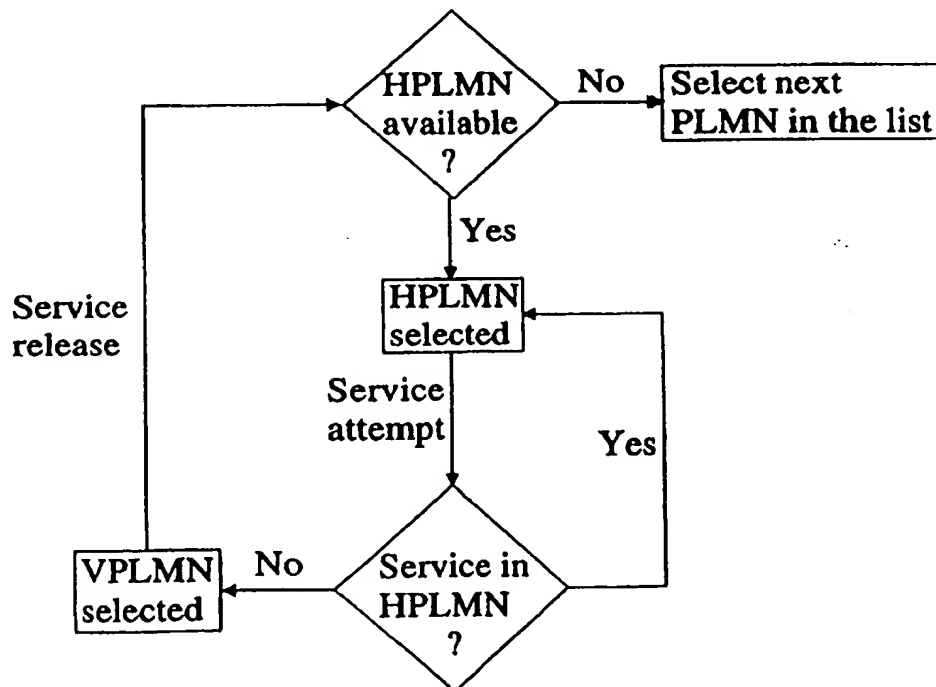 HPLMN
available
?
No
Select next
PLMN in the list
Yes
HPLMN
selected
Service
release
Service
attempt
Yes
VPLMN
selected
No
Service in
HPLMN
?